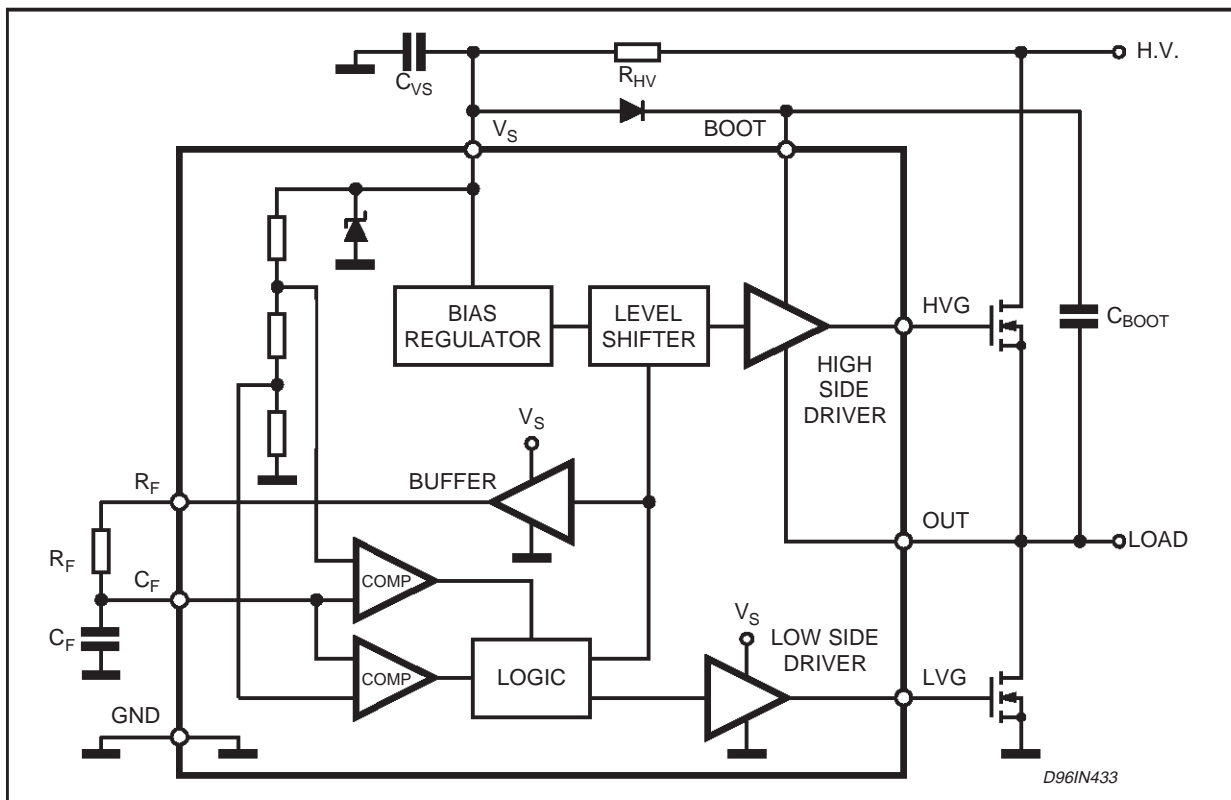 H.V.
C_VS
R_HV
V_S
BOOT
BIAS
REGULATOR
LEVEL
SHIFTER
HVG
C_BOOT
HIGH
SIDE
DRIVER
V_S
R_F
BUFFER
OUT
LOAD
R_F
C_F
COMP
V_S
LOW SIDE
DRIVER
C_F
COMP
LOGIC
LVG
GND
D96IN433